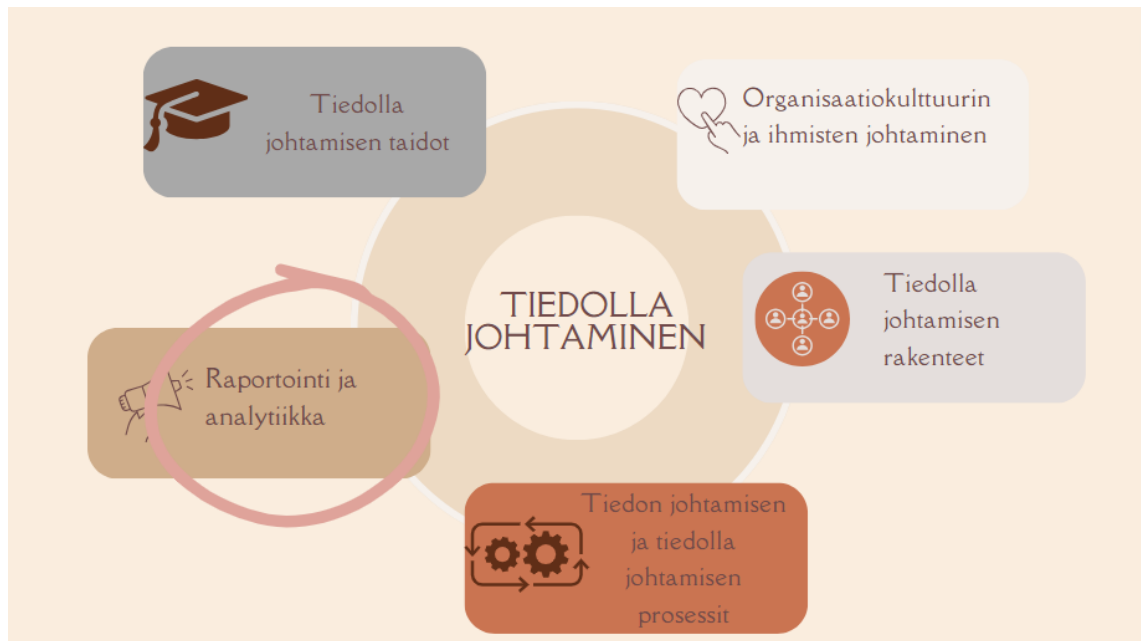 Tiedolla
johtamisen taidot
Organisaatiokulttuurin
ja ihmisten johtaminen
TIEDOLLA
JOHTAMINEN
Tiedolla
johtamisen
rakenteet
Raportointi ja
analytiikka
Tiedon johtamisen
ja tiedolla
johtamisen
prosessit